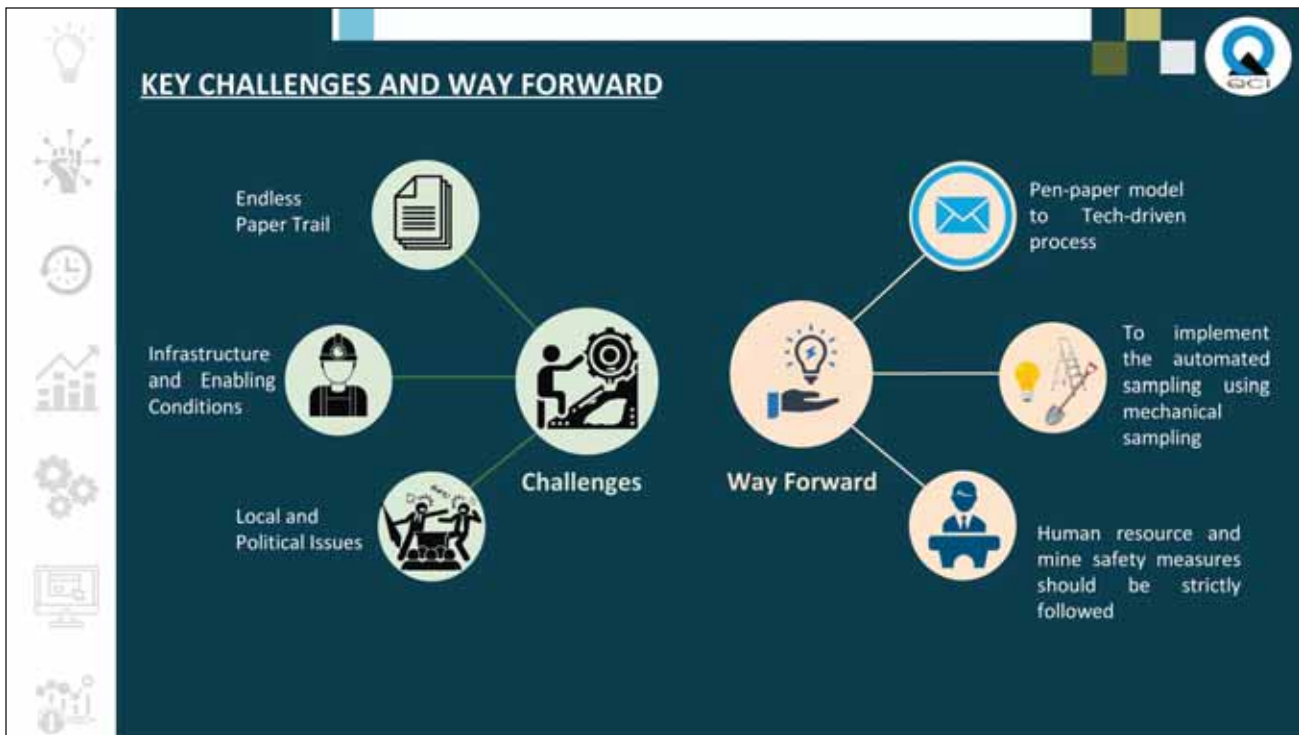 KEY CHALLENGES AND WAY FORWARD
QCI
Endless
Paper Trail
Infrastructure
and Enabling
Conditions
Local and
Political Issues
Challenges
Way Forward
Pen-paper model
to Tech-driven
process
To implement
the automated
sampling using
mechanical
sampling
Human resource and
mine safety measures
should be strictly
followed